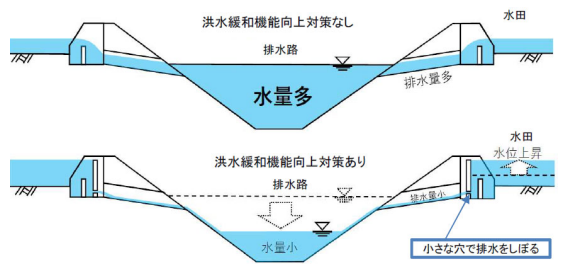 洪水緩和機能向上対策なし
水田
排水路
排水量多
水量多
水田
洪水緩和機能向上対策あり
水位上昇
排水路
排水量小
水量小
小さな穴で排水をしぼる